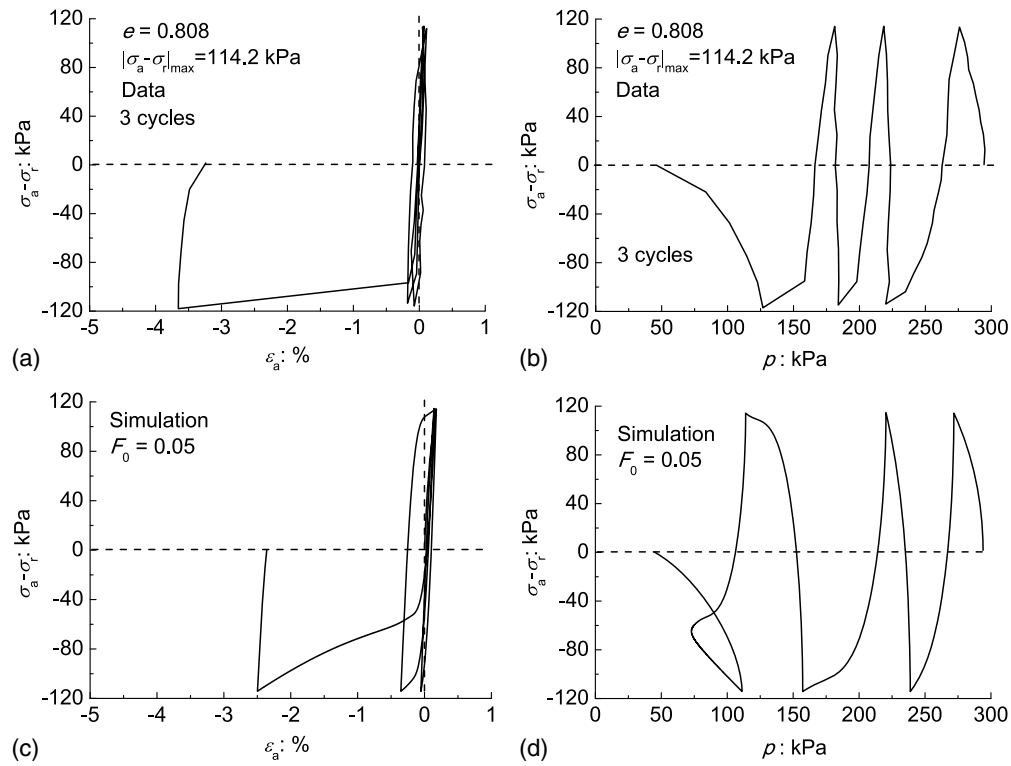 120
80
40
0
-40
-80
-120
σa-σr: kPa
e = 0.808
|σa-σr|max=114.2 kPa
Data
3 cycles
-5 -4 -3 -2 -1 0 1
εa: %
(a)
120
80
40
0
-40
-80
-120
σa-σr: kPa
e = 0.808
|σa-σr|max=114.2 kPa
Data
3 cycles
0 50 100 150 200 250 300
p: kPa
(b)
120
80
40
0
-40
-80
-120
σa-σr: kPa
Simulation
F0 = 0.05
-5 -4 -3 -2 -1 0 1
εa: %
(c)
120
80
40
0
-40
-80
-120
σa-σr: kPa
Simulation
F0 = 0.05
0 50 100 150 200 250 300
p: kPa
(d)